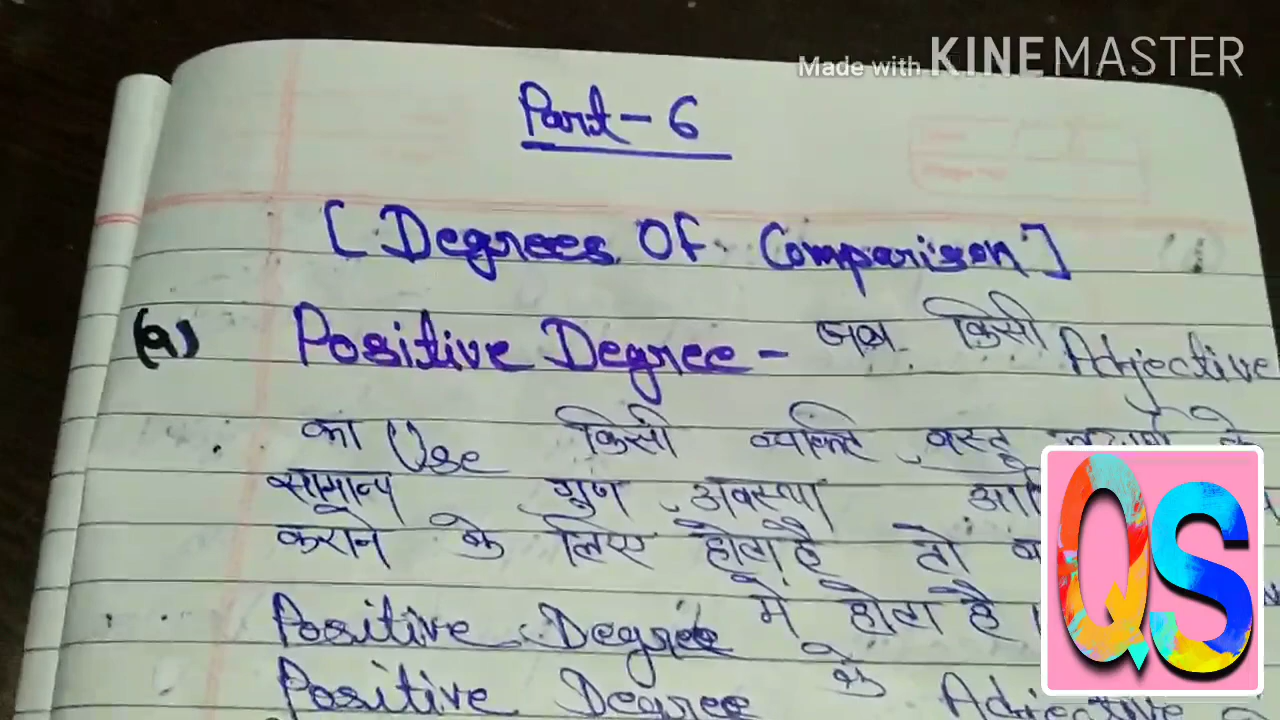 Made with KINEMASTER
Part-6
[Degrees Of Comparison]
(a) Positive Degree - जब किसी Adjective
का Use किसी व्यक्ति, वस्तु के
सामान्य गुण, अवस्था
कराने के लिए होता है तो
Positive Degree में होता है।
Positive Degree के Adjective
QS